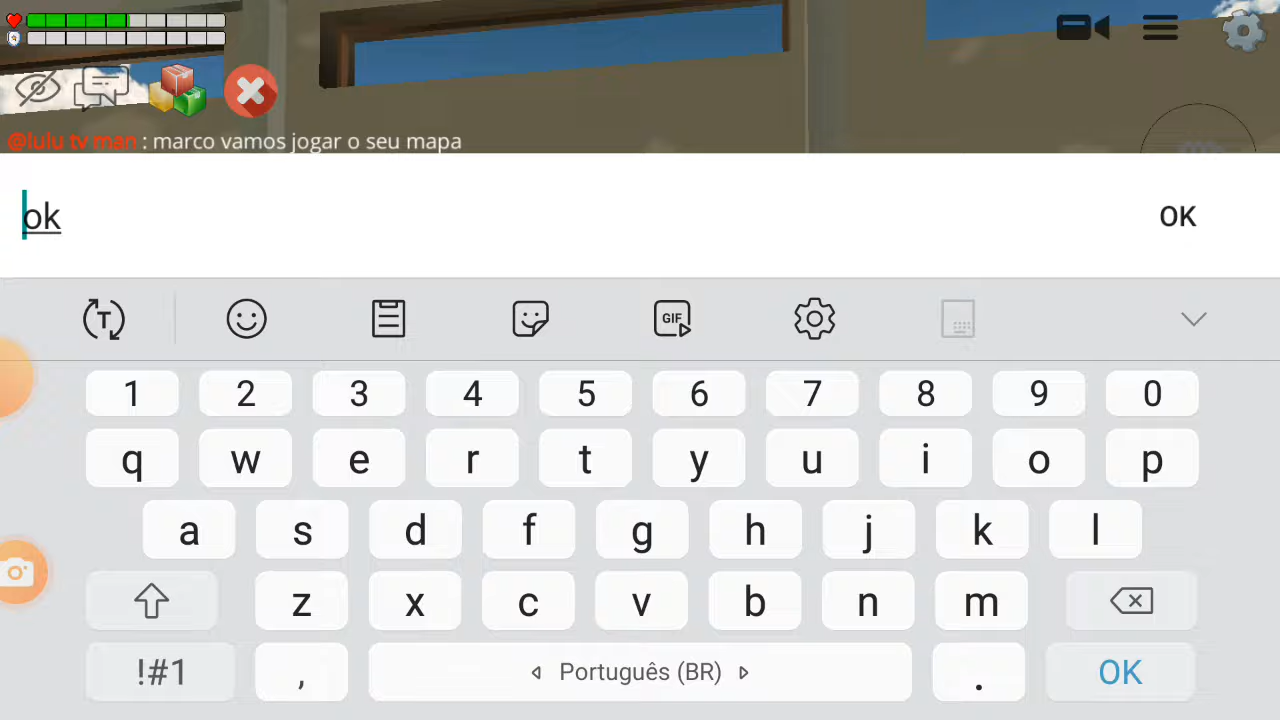 @lulu tv man : marco vamos jogar o seu mapa
ok
OK
T
GIF
1 2 3 4 5 6 7 8 9 0
q w e r t y u i o p
a s d f g h j k l
z x c v b n m
!#1 , Português (BR) . OK